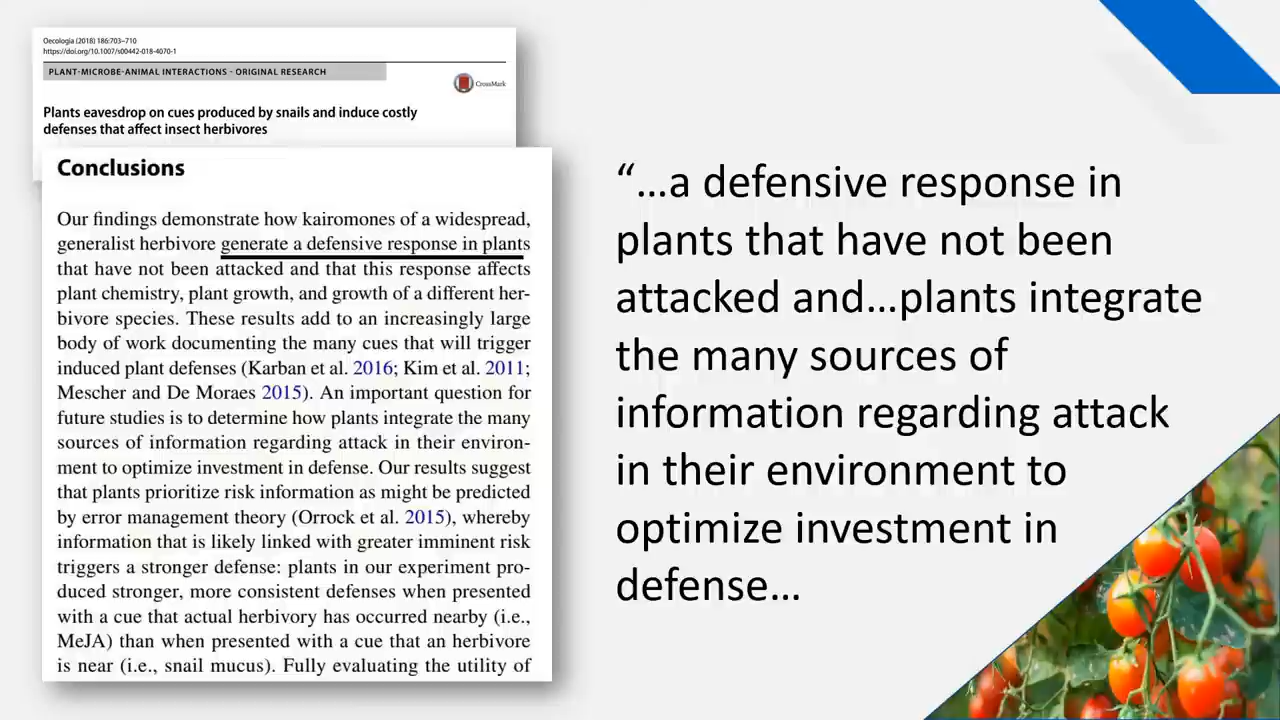 Oecologia (2018) 186:703–710
https://doi.org/10.1007/s00442-018-4070-1
PLANT-MICROBE-ANIMAL INTERACTIONS - ORIGINAL RESEARCH
CrossMark
Plants eavesdrop on cues produced by snails and induce costly
defenses that affect insect herbivores
Conclusions
Our findings demonstrate how kairomones of a widespread,
generalist herbivore generate a defensive response in plants
that have not been attacked and that this response affects
plant chemistry, plant growth, and growth of a different her-
bivore species. These results add to an increasingly large
body of work documenting the many cues that will trigger
induced plant defenses (Karban et al. 2016; Kim et al. 2011;
Mescher and De Moraes 2015). An important question for
future studies is to determine how plants integrate the many
sources of information regarding attack in their environ-
ment to optimize investment in defense. Our results suggest
that plants prioritize risk information as might be predicted
by error management theory (Orrock et al. 2015), whereby
information that is likely linked with greater imminent risk
triggers a stronger defense: plants in our experiment pro-
duced stronger, more consistent defenses when presented
with a cue that actual herbivory has occurred nearby (i.e.,
MeJA) than when presented with a cue that an herbivore
is near (i.e., snail mucus). Fully evaluating the utility of
“…a defensive response in
plants that have not been
attacked and…plants integrate
the many sources of
information regarding attack
in their environment to
optimize investment in
defense…